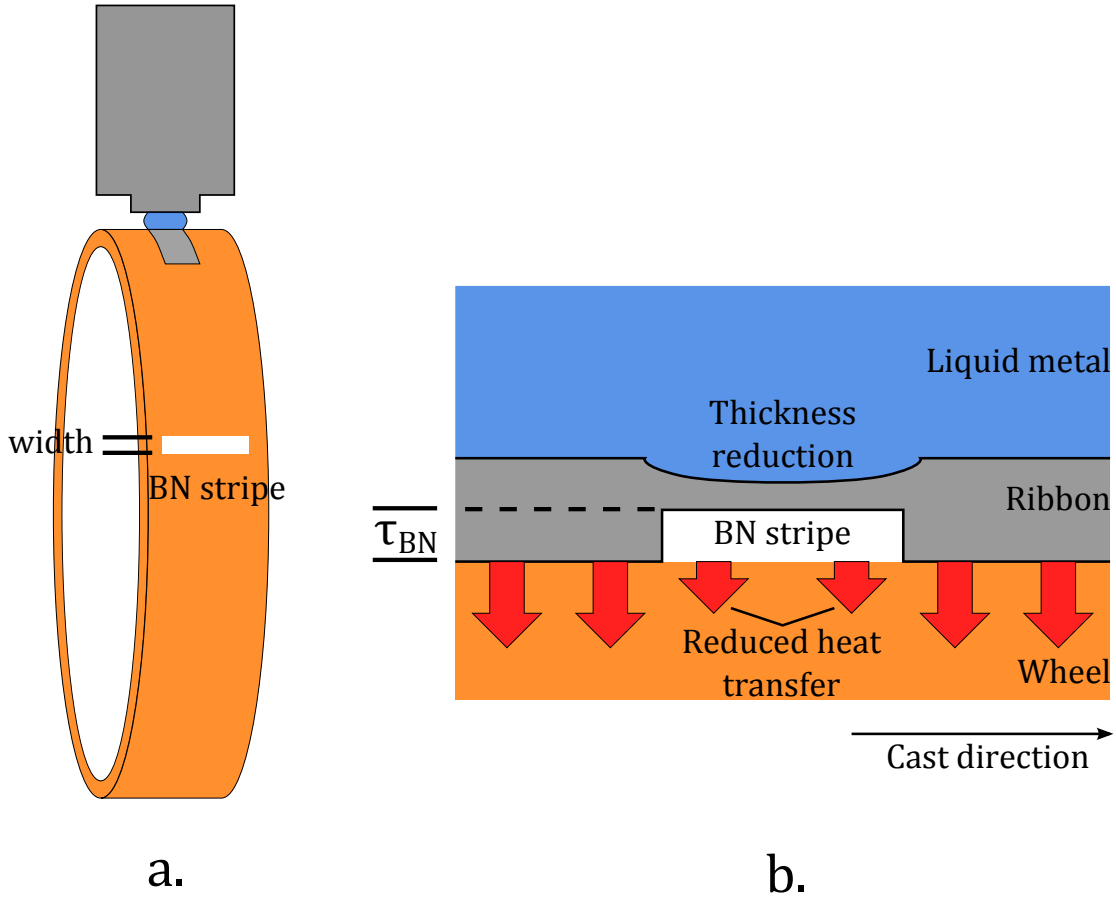 width
BN stripe
a.
Liquid metal
Thickness
reduction
Ribbon
τBN
BN stripe
Reduced heat
transfer
Wheel
Cast direction
b.